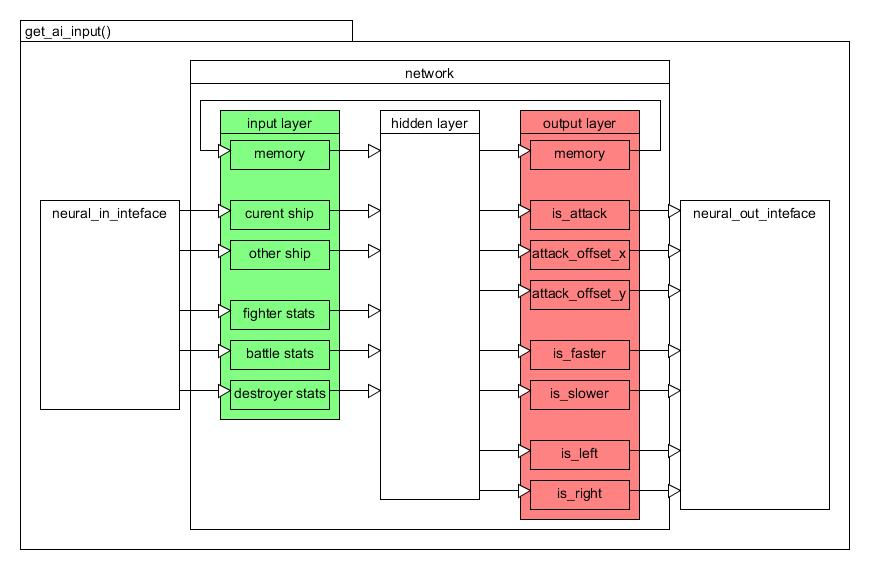 get_ai_input()
network
input layer
hidden layer
output layer
memory
memory
neural_in_inteface
curent ship
is_attack
neural_out_inteface
other ship
attack_offset_x
attack_offset_y
fighter stats
battle stats
is_faster
destroyer stats
is_slower
is_left
is_right